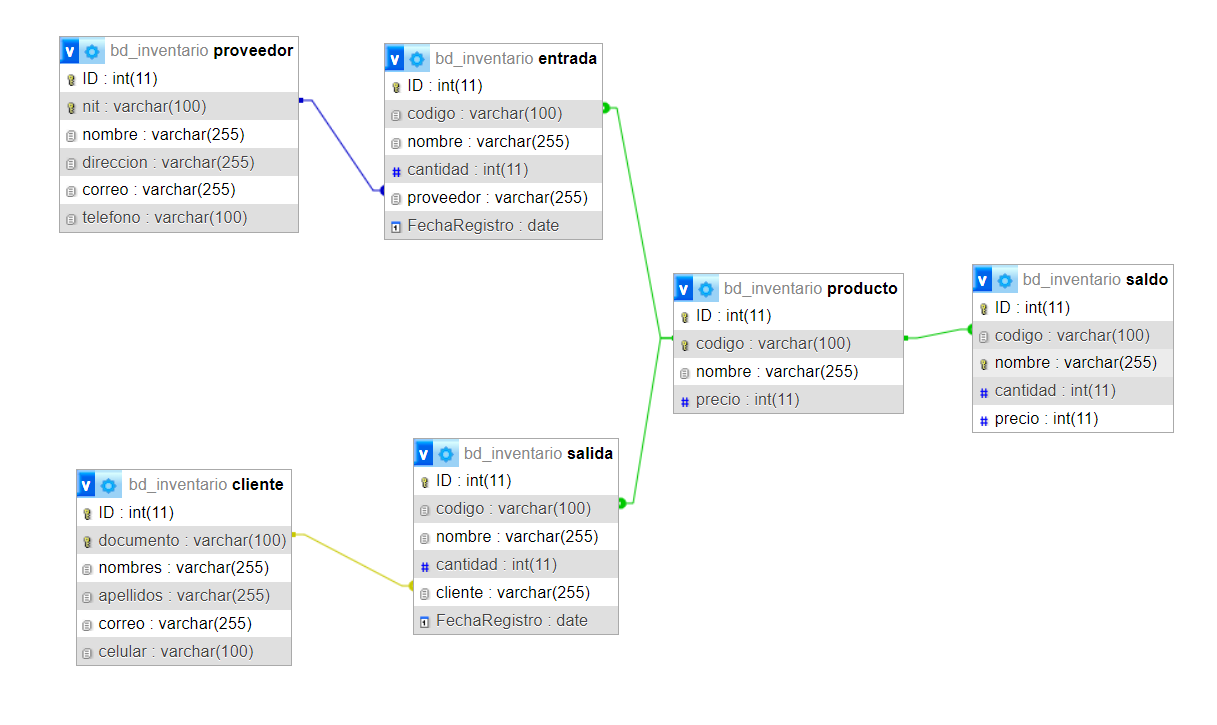 v bd_inventario proveedor
ID : int(11)
nit : varchar(100)
nombre : varchar(255)
direccion : varchar(255)
correo : varchar(255)
telefono : varchar(100)
v bd_inventario entrada
ID : int(11)
codigo : varchar(100)
nombre : varchar(255)
# cantidad : int(11)
proveedor : varchar(255)
FechaRegistro : date
v bd_inventario producto
ID : int(11)
codigo : varchar(100)
nombre : varchar(255)
# precio : int(11)
v bd_inventario saldo
ID : int(11)
codigo : varchar(100)
nombre : varchar(255)
# cantidad : int(11)
# precio : int(11)
v bd_inventario cliente
ID : int(11)
documento : varchar(100)
nombres : varchar(255)
apellidos : varchar(255)
correo : varchar(255)
celular : varchar(100)
v bd_inventario salida
ID : int(11)
codigo : varchar(100)
nombre : varchar(255)
# cantidad : int(11)
cliente : varchar(255)
FechaRegistro : date